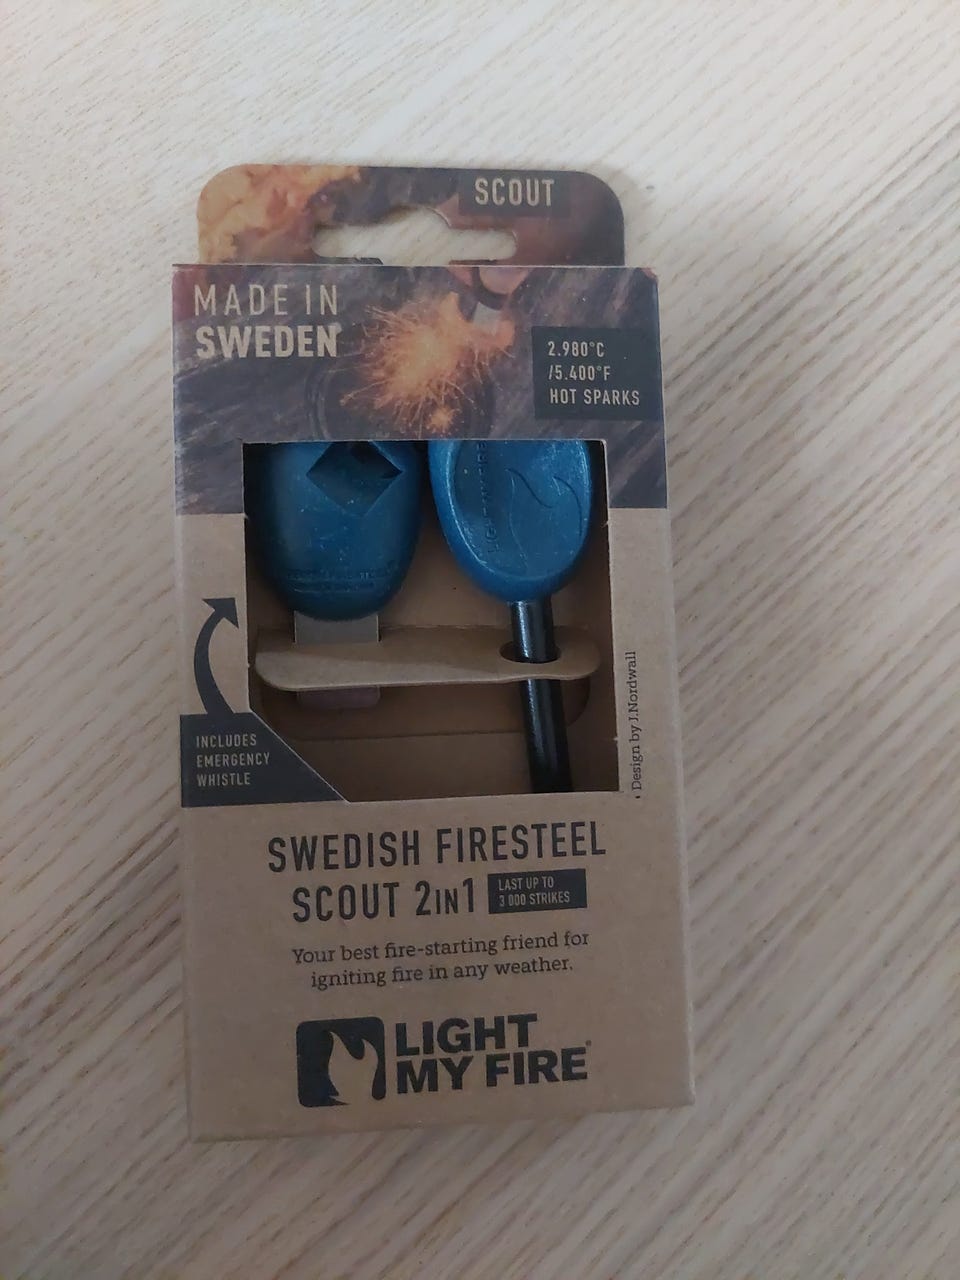 SCOUT
MADE IN
SWEDEN
2.980°C
/5.400°F
HOT SPARKS
INCLUDES
EMERGENCY
WHISTLE
• Design by J.Nordwall
SWEDISH FIRESTEEL
SCOUT 2IN1
LAST UP TO
3 000 STRIKES
Your best fire-starting friend for
igniting fire in any weather.
LIGHT
MY FIRE®